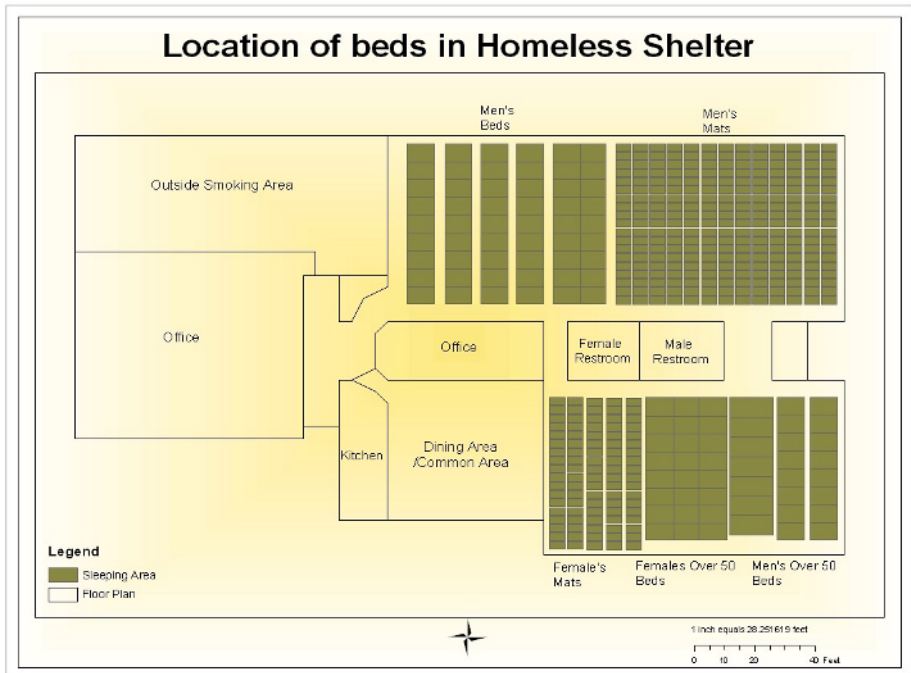 Location of beds in Homeless Shelter
Men's
Beds
Men's
Mats
Outside Smoking Area
Office
Office
Female
Restroom
Male
Restroom
Kitchen
Dining Area
/Common Area
Legend
Sleeping Area
Floor Plan
Female's
Mats
Females Over 50
Beds
Men's Over 50
Beds
1 inch equals 28.251619 feet
0 10 20 40 Feet